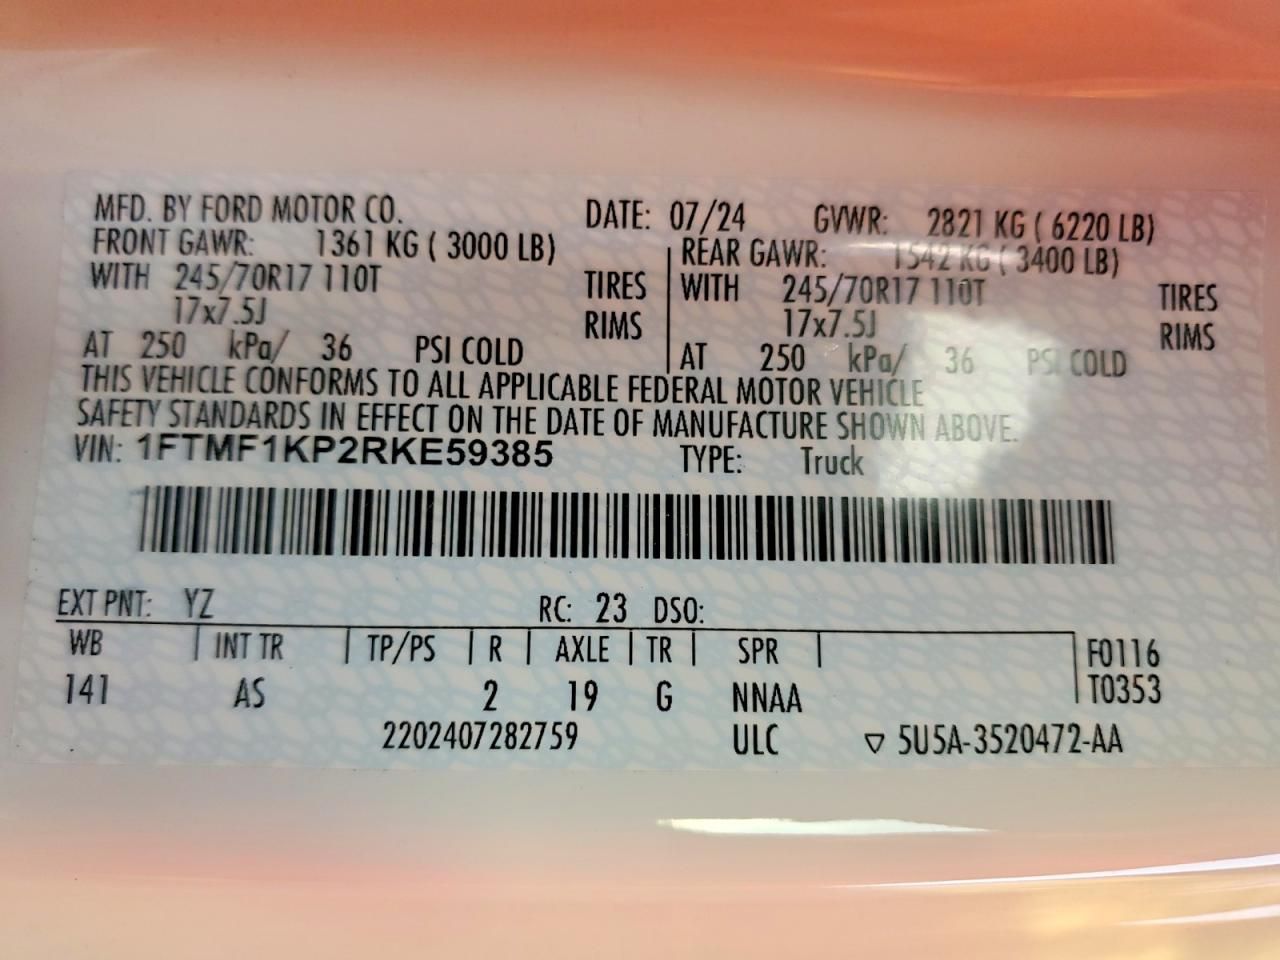 MFD. BY FORD MOTOR CO. DATE: 07/24 GVWR: 2821 KG ( 6220 LB)
FRONT GAWR: 1361 KG ( 3000 LB) REAR GAWR: 1542 KG ( 3400 LB)
WITH 245/70R17 110T TIRES WITH 245/70R17 110T TIRES
17x7.5J RIMS 17x7.5J RIMS
AT 250 kPa/ 36 PSI COLD AT 250 kPa/ 36 PSI COLD
THIS VEHICLE CONFORMS TO ALL APPLICABLE FEDERAL MOTOR VEHICLE
SAFETY STANDARDS IN EFFECT ON THE DATE OF MANUFACTURE SHOWN ABOVE.
VIN: 1FTMF1KP2RKE59385 TYPE: Truck
EXT PNT: YZ RC: 23 DSO:
WB INT TR TP/PS R AXLE TR SPR F0116
141 AS 2 19 G NNAA T0353
2202407282759 ULC ▽ 5U5A-3520472-AA